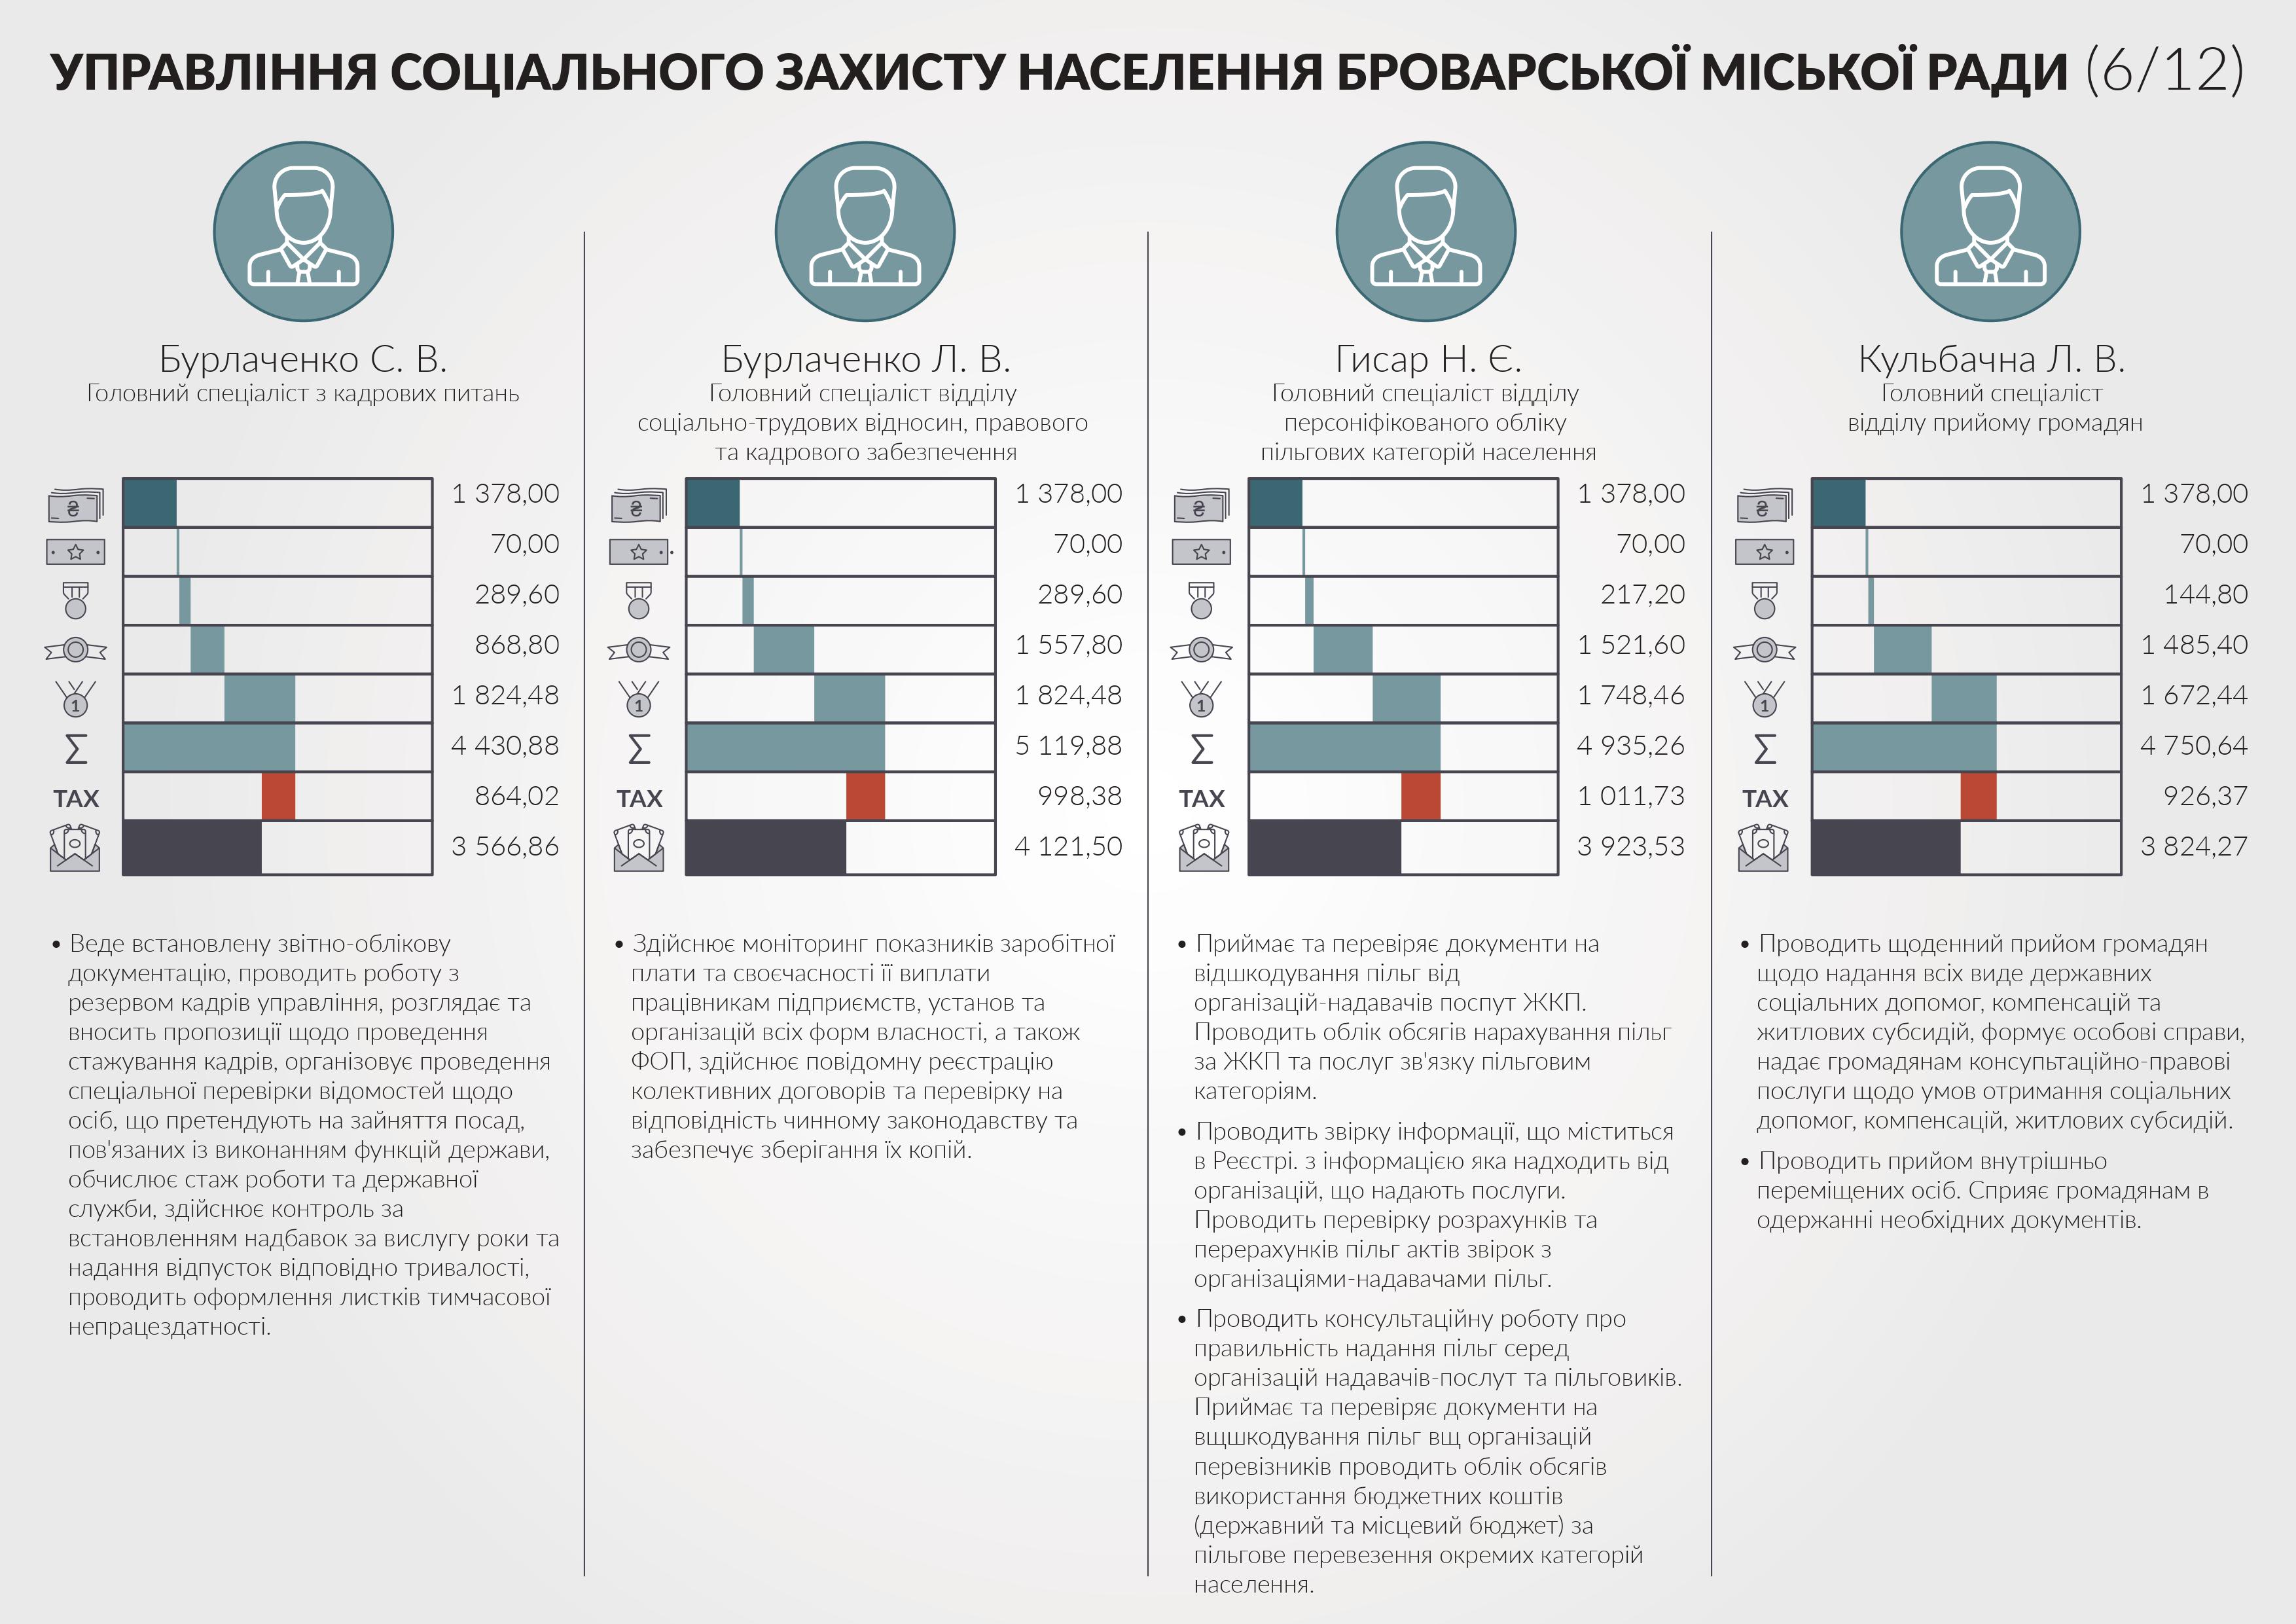 УПРАВЛІННЯ СОЦІАЛЬНОГО ЗАХИСТУ НАСЕЛЕННЯ БРОВАРСЬКОЇ МІСЬКОЇ РАДИ (6/12)
Бурлаченко С. В.
Головний спеціаліст з кадрових питань
₴ 1 378,00
70,00
289,60
868,80
1 1 824,48
Σ 4 430,88
TAX 864,02
3 566,86
• Веде встановлену звітно-облікову
документацію, проводить роботу з
резервом кадрів управління, розглядає та
вносить пропозиції щодо проведення
стажування кадрів, організовує проведення
спеціальної перевірки відомостей щодо
осіб, що претендують на зайняття посад,
пов'язаних із виконанням функцій держави,
обчислює стаж роботи та державної
служби, здійснює контроль за
встановленням надбавок за вислугу роки та
надання відпусток відповідно тривалості,
проводить оформлення листків тимчасової
непрацездатності.
Бурлаченко Л. В.
Головний спеціаліст відділу
соціально-трудових відносин, правового
та кадрового забезпечення
₴ 1 378,00
70,00
289,60
1 557,80
1 1 824,48
Σ 5 119,88
TAX 998,38
4 121,50
• Здійснює моніторинг показників заробітної
плати та своєчасності її виплати
працівникам підприємств, установ та
організацій всіх форм власності, а також
ФОП, здійснює повідомну реєстрацію
колективних договорів та перевірку на
відповідність чинному законодавству та
забезпечує зберігання їх копій.
Гисар Н. Є.
Головний спеціаліст відділу
персоніфікованого обліку
пільгових категорій населення
₴ 1 378,00
70,00
217,20
1 521,60
1 1 748,46
Σ 4 935,26
TAX 1 011,73
3 923,53
• Приймає та перевіряє документи на
відшкодування пільг від
організацій-надавачів поспут ЖКП.
Проводить облік обсягів нарахування пільг
за ЖКП та послуг зв'язку пільговим
категоріям.
• Проводить звірку інформації, що міститься
в Реєстрі. з інформацією яка надходить від
організацій, що надають послуги.
Проводить перевірку розрахунків та
перерахунків пільг актів звірок з
організаціями-надавачами пільг.
• Проводить консультаційну роботу про
правильність надання пільг серед
організацій надавачів-послут та пільговиків.
Приймає та перевіряє документи на
вщшкодування пільг вщ організацій
перевізників проводить облік обсягів
використання бюджетних коштів
(державний та місцевий бюджет) за
пільгове перевезення окремих категорій
населення.
Кульбачна Л. В.
Головний спеціаліст
відділу прийому громадян
₴ 1 378,00
70,00
144,80
1 485,40
1 1 672,44
Σ 4 750,64
TAX 926,37
3 824,27
• Проводить щоденний прийом громадян
щодо надання всіх виде державних
соціальних допомог, компенсацій та
житлових субсидій, формує особові справи,
надає громадянам консупьтаційно-правові
послуги щодо умов отримання соціальних
допомог, компенсацій, житлових субсидій.
• Проводить прийом внутрішньо
переміщених осіб. Сприяє громадянам в
одержанні необхідних документів.